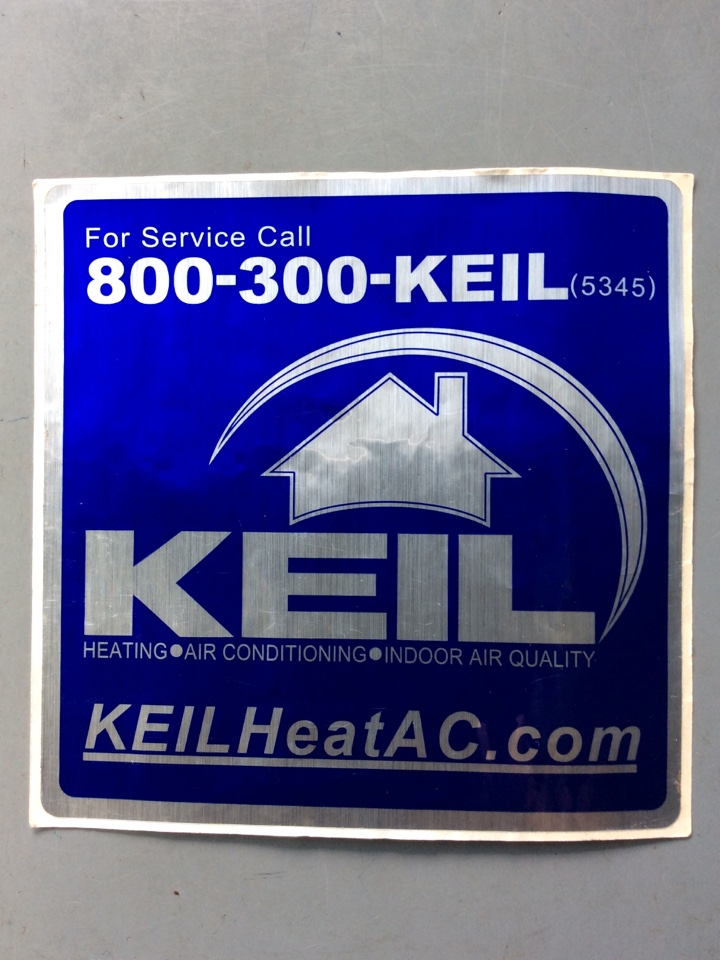 For Service Call
800-300-KEIL(5345)
KEIL
HEATING●AIR CONDITIONING●INDOOR AIR QUALITY
KEILHeatAC.com